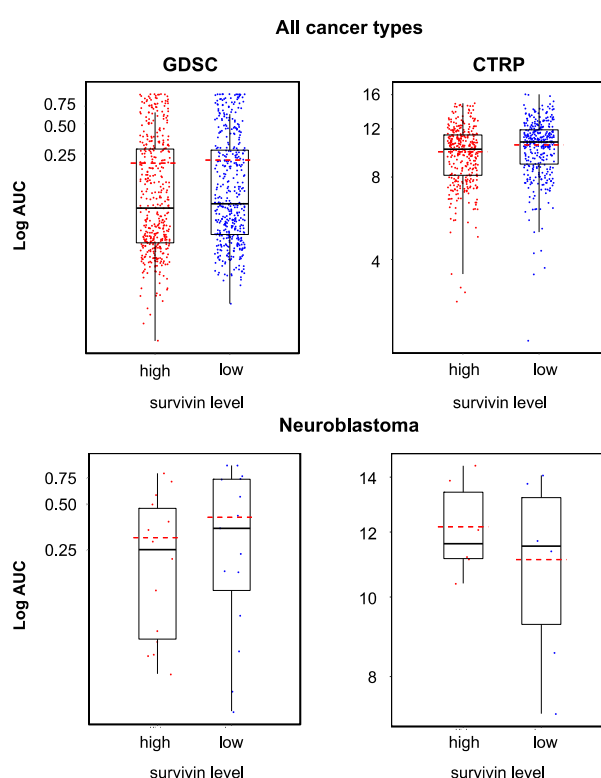 All cancer types
GDSC
CTRP
0.75
0.50
0.25
Log AUC
high
low
survivin level
16
12
8
4
high
low
survivin level
Neuroblastoma
0.75
0.50
0.25
Log AUC
high
low
survivin level
14
12
10
8
high
low
survivin level